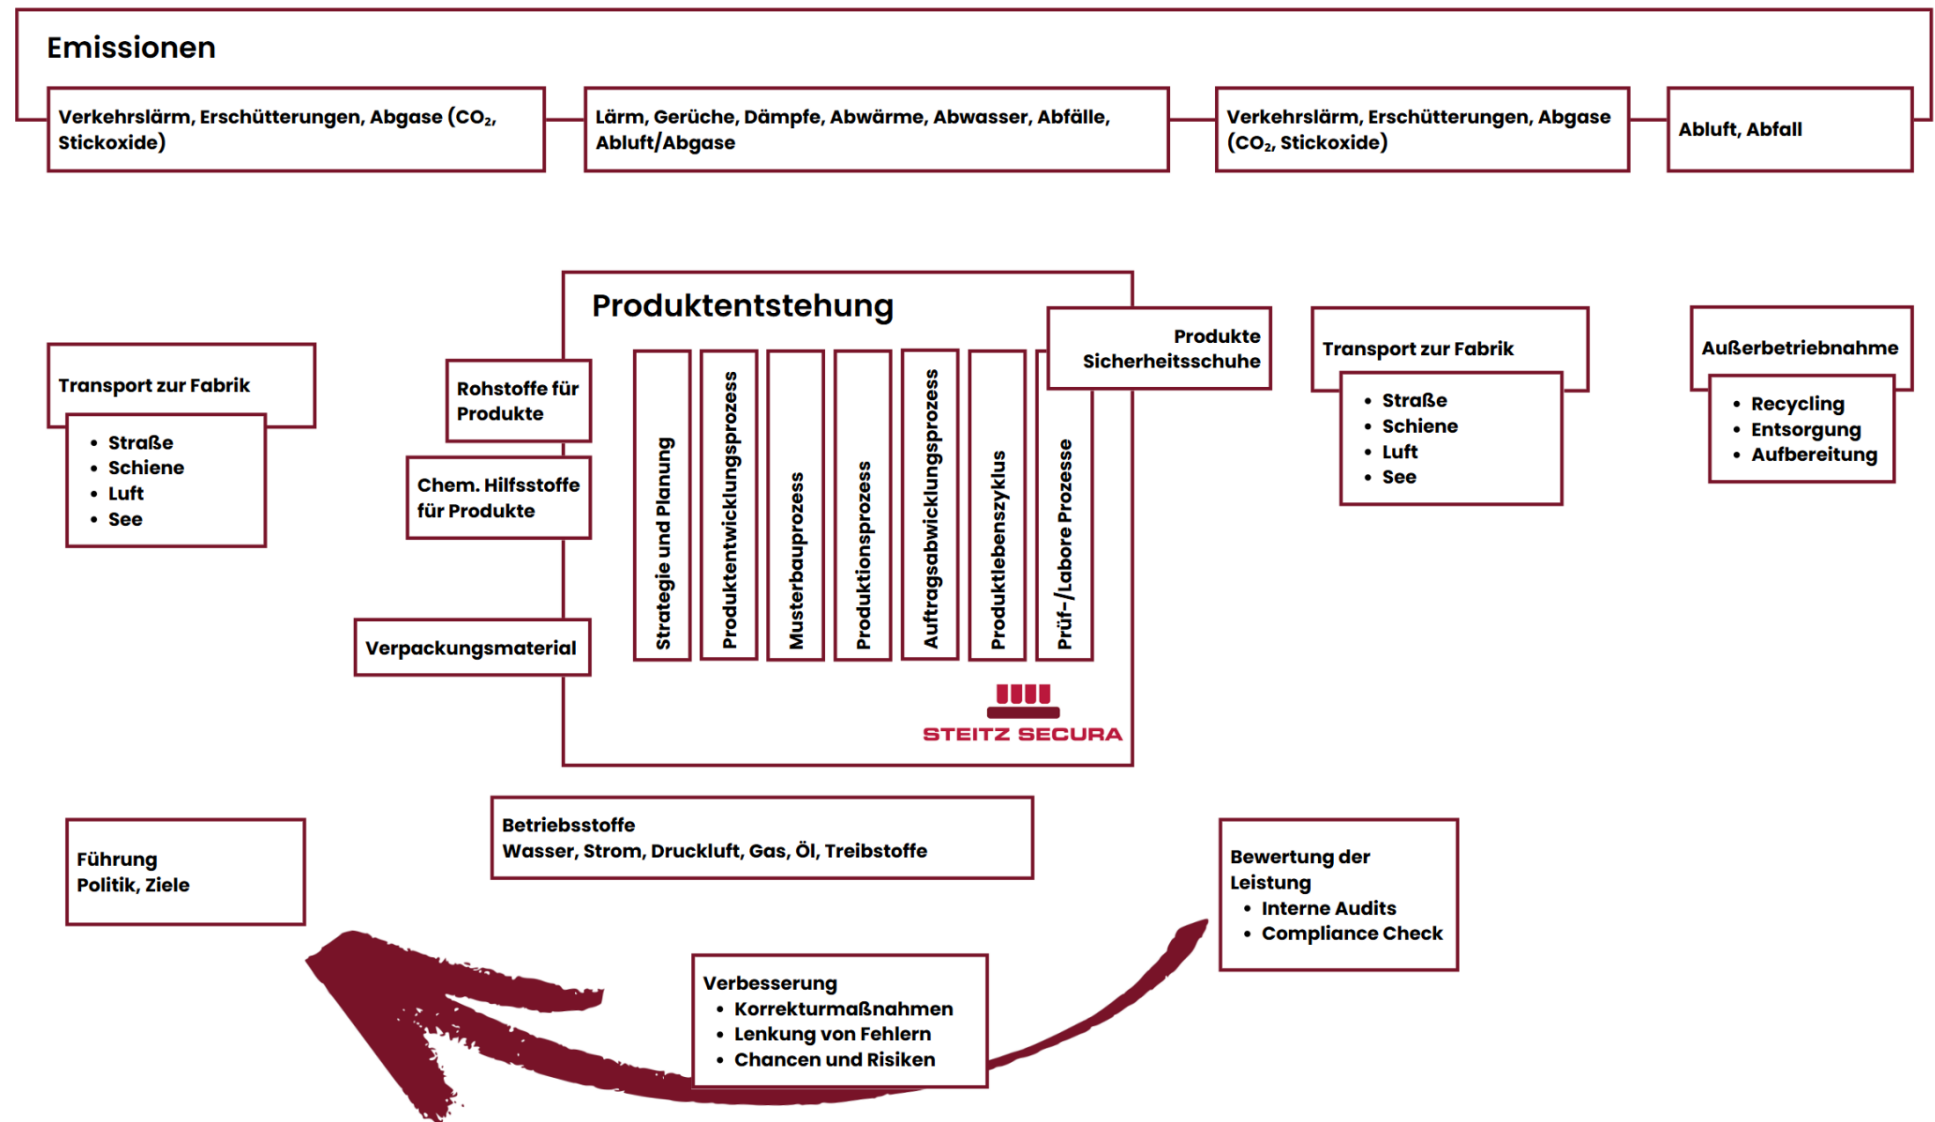 Emissionen
Verkehrslärm, Erschütterungen, Abgase (CO₂,
Stickoxide)
Lärm, Gerüche, Dämpfe, Abwärme, Abwasser, Abfälle,
Abluft/Abgase
Verkehrslärm, Erschütterungen, Abgase
(CO₂, Stickoxide)
Abluft, Abfall
Transport zur Fabrik
• Straße
• Schiene
• Luft
• See
Rohstoffe für
Produkte
Chem. Hilfsstoffe
für Produkte
Verpackungsmaterial
Produktentstehung
Strategie und Planung
Produktentwicklungsprozess
Musterbauprozess
Produktionsprozess
Auftragsabwicklungsprozess
Produktlebenszyklus
Prüf-/Labore Prozesse
STEITZ SECURA
Produkte
Sicherheitsschuhe
Transport zur Fabrik
• Straße
• Schiene
• Luft
• See
Außerbetriebnahme
• Recycling
• Entsorgung
• Aufbereitung
Betriebsstoffe
Wasser, Strom, Druckluft, Gas, Öl, Treibstoffe
Führung
Politik, Ziele
Verbesserung
• Korrekturmaßnahmen
• Lenkung von Fehlern
• Chancen und Risiken
Bewertung der
Leistung
• Interne Audits
• Compliance Check